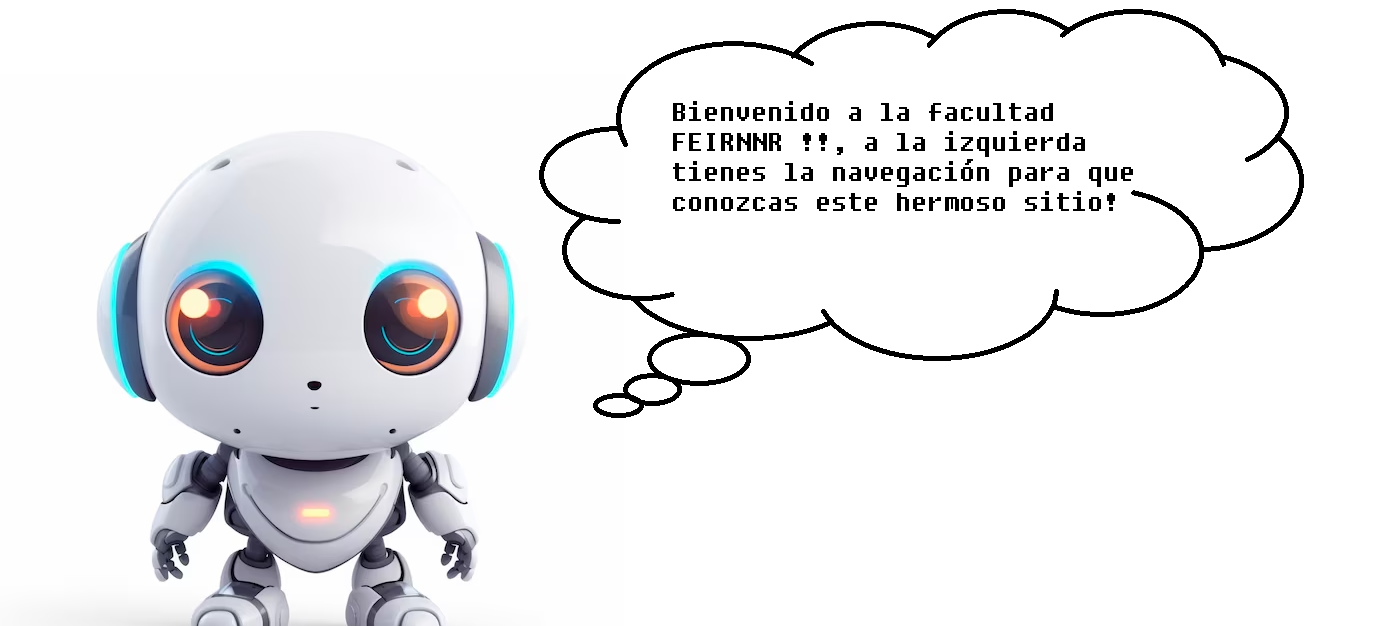 Bienvenido a la facultad
FEIRNNR !!, a la izquierda
tienes la navegación para que
conozcas este hermoso sitio!